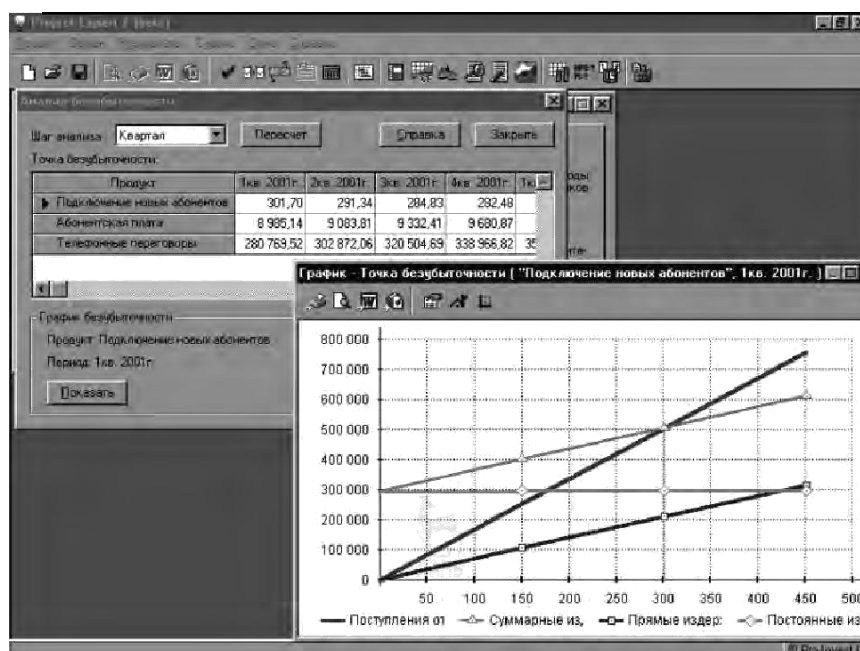 Project Expert 7
Анализ безубыточности
Шаг анализа Квартал Пересчет Справка Закрыть
Точка безубыточности:
Продукт 1кв. 2001г. 2кв. 2001г. 3кв. 2001г. 4кв. 2001г. 1к
Подключение новых абонентов 301,70 291,34 284,83 282,48
Абонентская плата 8 985,14 9 083,81 9 332,41 9 680,87
Телефонные переговоры 280 769,52 302 872,06 320 504,69 338 966,82 35
График безубыточности
Продукт: Подключение новых абонентов
Период: 1кв. 2001г.
Показать
График - Точка безубыточности ( "Подключение новых абонентов", 1кв. 2001г. )
800 000
700 000
600 000
500 000
400 000
300 000
200 000
100 000
0
50 100 150 200 250 300 350 400 450 500
Поступления от Суммарные из, Прямые издер: Постоянные из